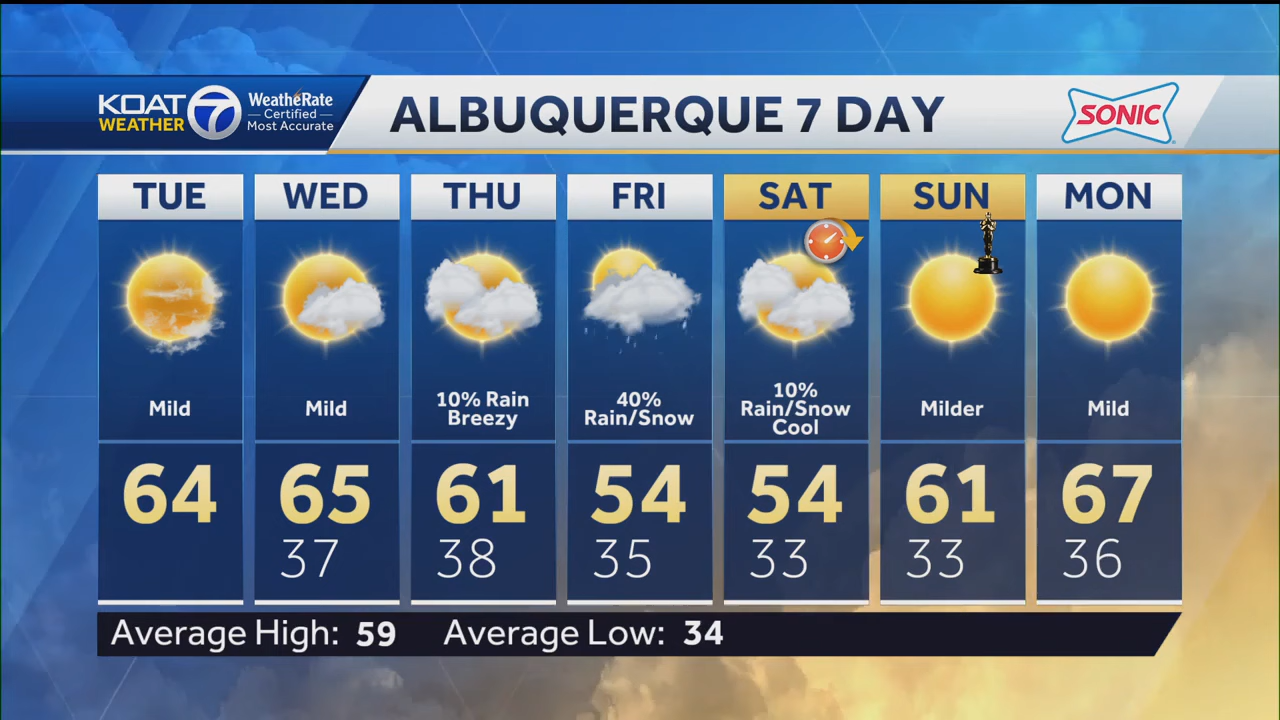 KOAT
WEATHER
7
WeatheRate
Certified
Most Accurate
ALBUQUERQUE 7 DAY
SONIC
TUE
WED
THU
FRI
SAT
SUN
MON
Mild
Mild
10% Rain
Breezy
40%
Rain/Snow
10%
Rain/Snow
Cool
Milder
Mild
64
65
61
54
54
61
67
37
38
35
33
33
36
Average High: 59 Average Low: 34